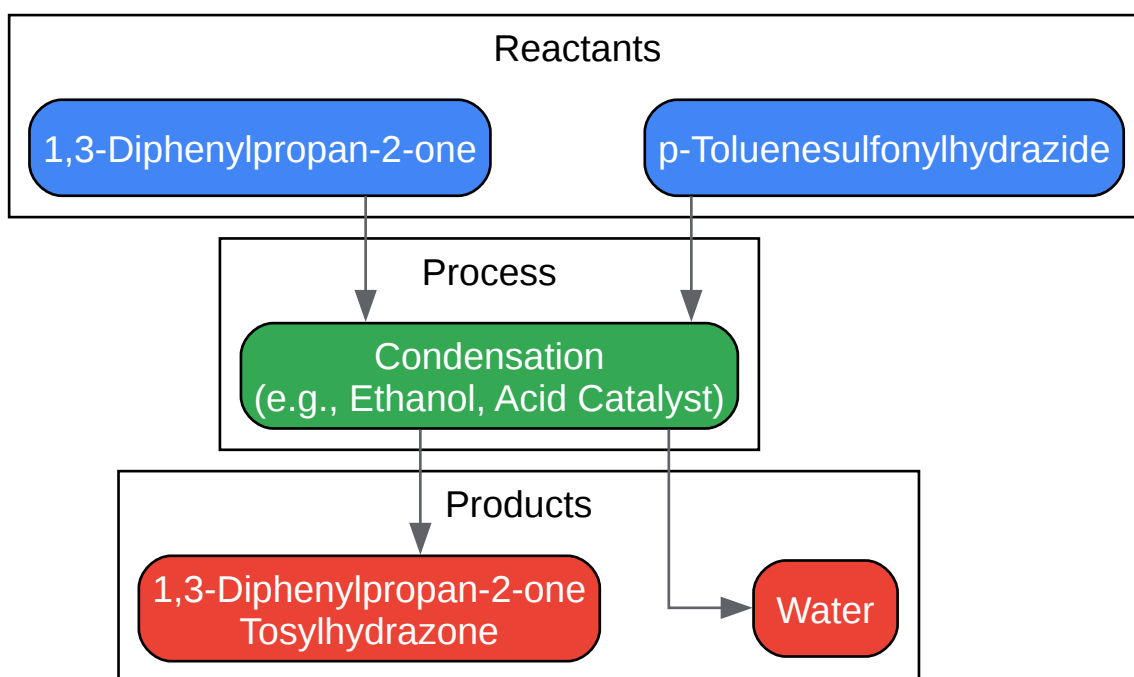 Reactants
1,3-Diphenylpropan-2-one
p-Toluenesulfonylhydrazide
Process
Condensation
(e.g., Ethanol, Acid Catalyst)
Products
1,3-Diphenylpropan-2-one
Tosylhydrazone
Water